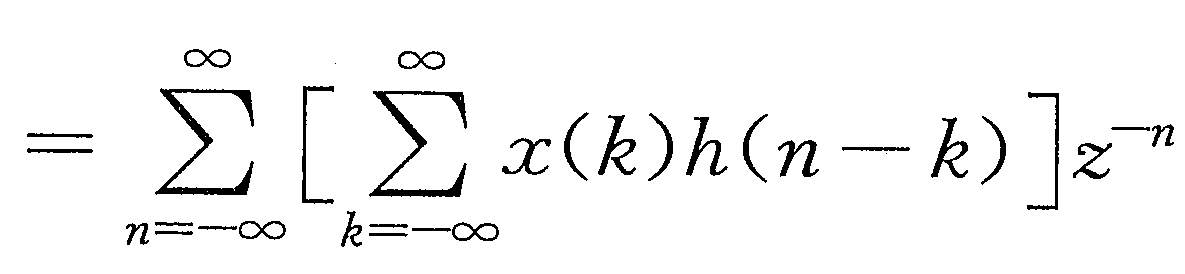 $$= \sum_{n=-\infty}^{\infty} \left[ \sum_{k=-\infty}^{\infty} x(k)h(n-k) \right] z^{-n}$$